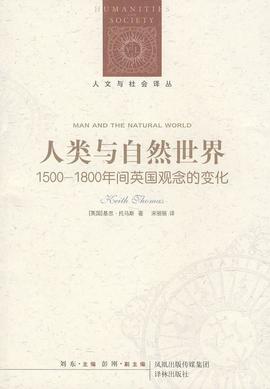 HUMANITIES
SOCIETY
人文与社会译丛
MAN AND THE NATURAL WORLD
人类与自然世界
1500—1800年间英国观念的变化
Keith Thomas
[英国]基思·托马斯 著 宋丽丽 译
刘东·主编 彭刚·副主编
凤凰出版传媒集团
译林出版社